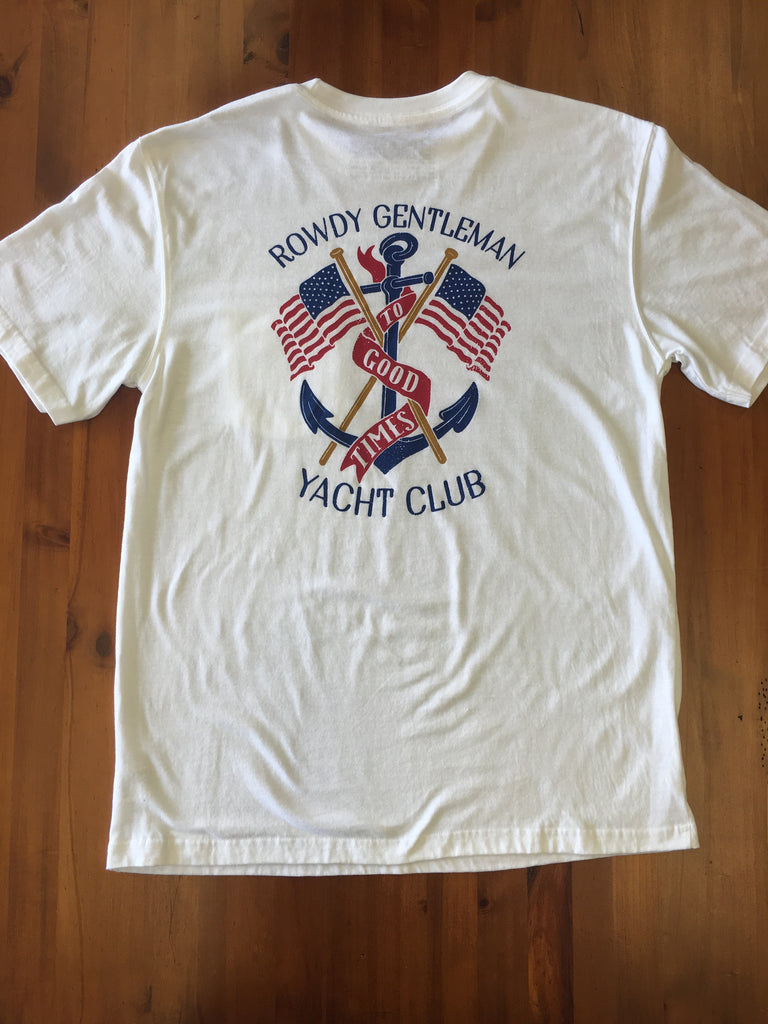 ROWDY GENTLEMAN
TO
GOOD
TIMES
YACHT CLUB